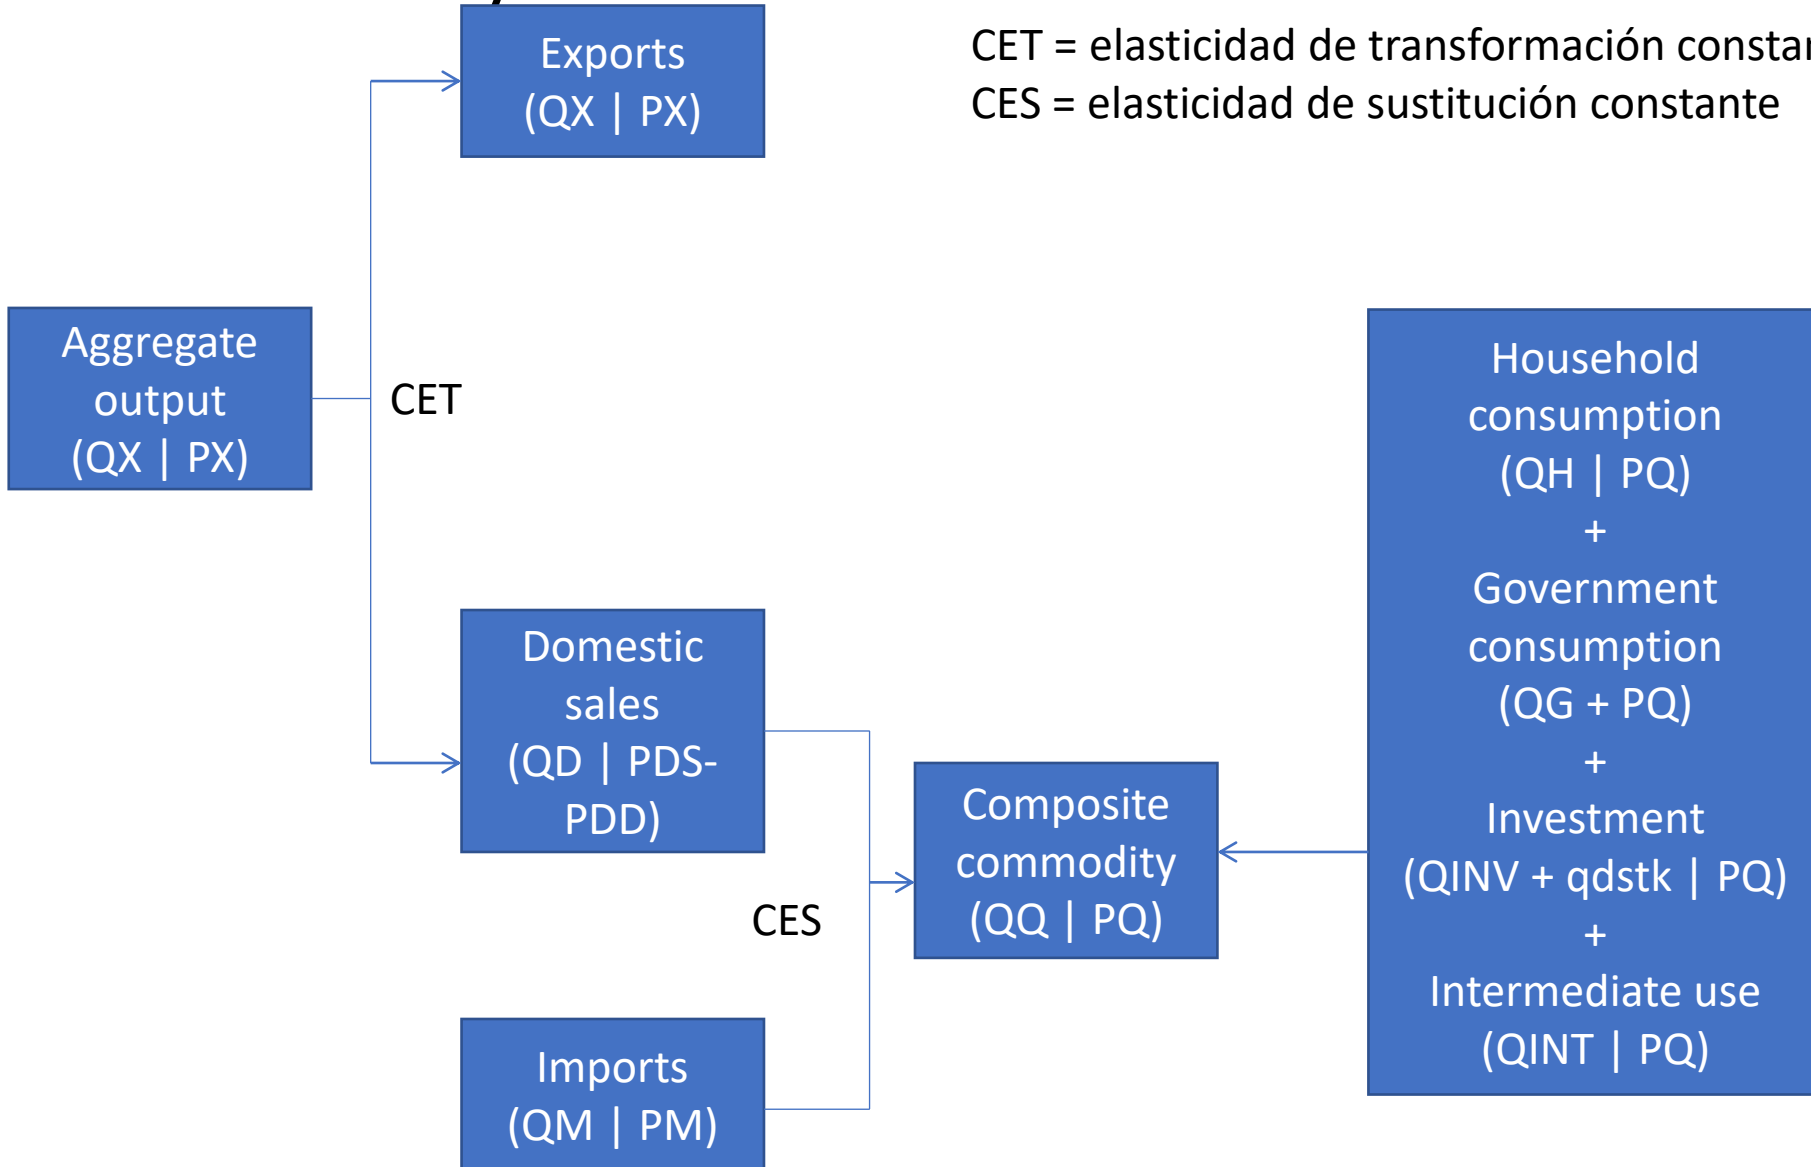 Exports
(QX | PX)
CET = elasticidad de transformación
CES = elasticidad de sustitución constante
Aggregate
output
(QX | PX)
CET
Domestic
sales
(QD | PDS-
PDD)
CES
Imports
(QM | PM)
Composite
commodity
(QQ | PQ)
Household
consumption
(QH | PQ)
+
Government
consumption
(QG + PQ)
+
Investment
(QINV + qdstk | PQ)
+
Intermediate use
(QINT | PQ)